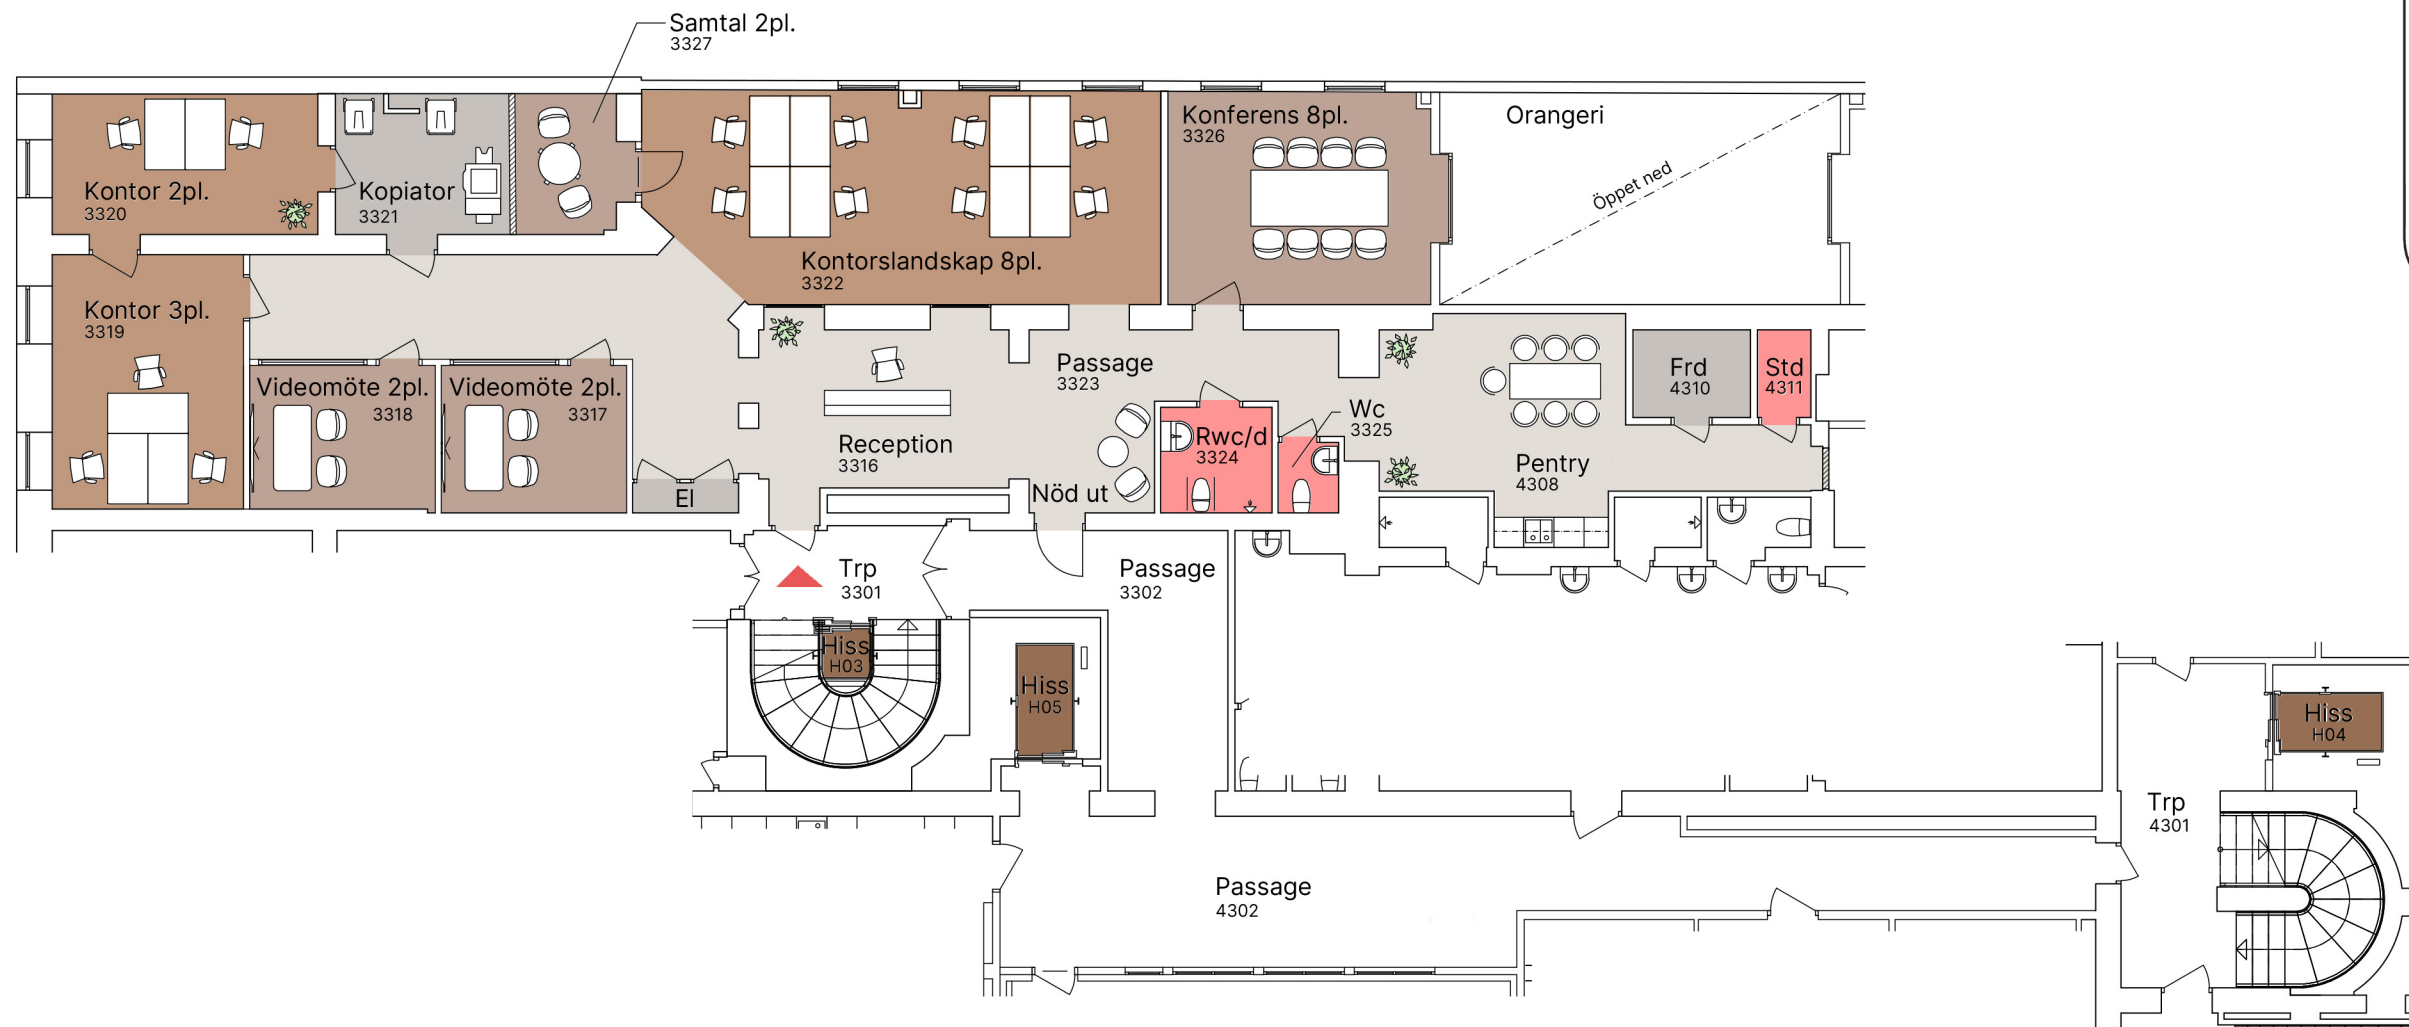 Samtal 2pl.
3327
Kontor 2pl.
3320
Kopiator
3321
Kontorslandskap 8pl.
3322
Konferens 8pl.
3326
Orangeri
Öppet ned
Kontor 3pl.
3319
Videomöte 2pl.
3318
Videomöte 2pl.
3317
El
Reception
3316
Passage
3323
Nöd ut
Rwc/d
3324
Wc
3325
Pentry
4308
Frd
4310
Std
4311
Trp
3301
Passage
3302
Hiss
H03
Hiss
H05
Hiss
H04
Trp
4301
Passage
4302